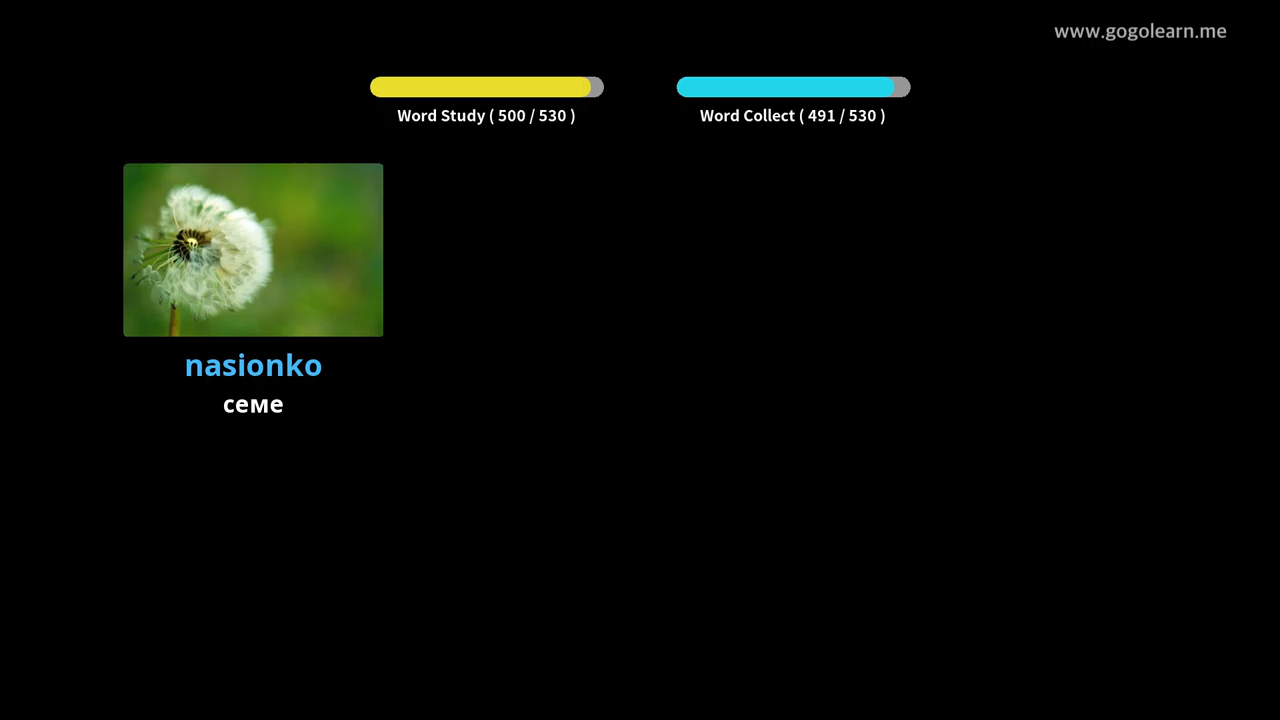 www.gogolearn.me
Word Study ( 500 / 530 )
Word Collect ( 491 / 530 )
nasionko
семе